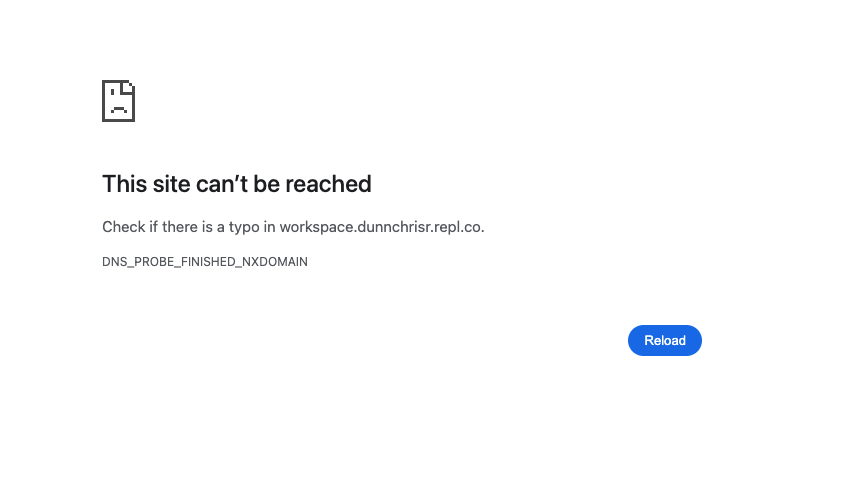 This site can’t be reached
Check if there is a typo in workspace.dunnchrisr.repl.co.
DNS_PROBE_FINISHED_NXDOMAIN
Reload